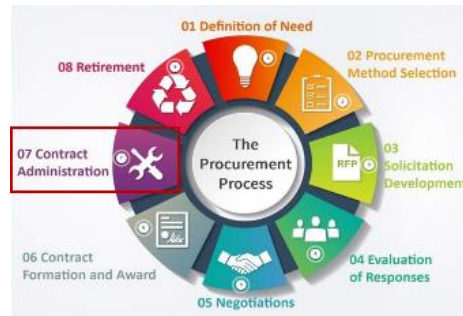 01 Definition of Need
02 Procurement
Method Selection
03
Solicitation
Development
RFP
04 Evaluation
of Responses
05 Negotiations
06 Contract
Formation and Award
07 Contract
Administration
08 Retirement
The
Procurement
Process